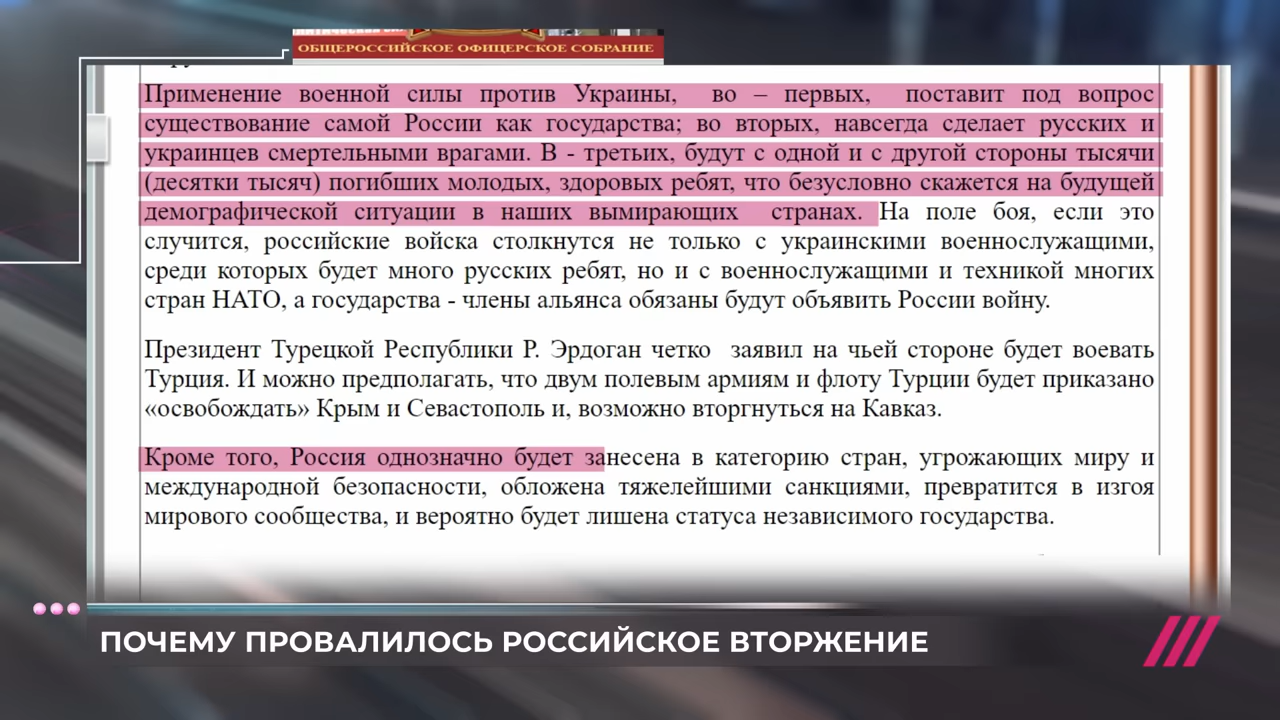 ОБЩЕРОССИЙСКОЕ ОФИЦЕРСКОЕ СОБРАНИЕ
Применение военной силы против Украины, во – первых, поставит под вопрос
существование самой России как государства; во вторых, навсегда сделает русских и
украинцев смертельными врагами. В - третьих, будут с одной и с другой стороны тысячи
(десятки тысяч) погибших молодых, здоровых ребят, что безусловно скажется на будущей
демографической ситуации в наших вымирающих странах. На поле боя, если это
случится, российские войска столкнутся не только с украинскими военнослужащими,
среди которых будет много русских ребят, но и с военнослужащими и техникой многих
стран НАТО, а государства - члены альянса обязаны будут объявить России войну.
Президент Турецкой Республики Р. Эрдоган четко заявил на чьей стороне будет воевать
Турция. И можно предполагать, что двум полевым армиям и флоту Турции будет приказано
«освобождать» Крым и Севастополь и, возможно вторгнуться на Кавказ.
Кроме того, Россия однозначно будет занесена в категорию стран, угрожающих миру и
международной безопасности, обложена тяжелейшими санкциями, превратится в изгоя
мирового сообщества, и вероятно будет лишена статуса независимого государства.
ПОЧЕМУ ПРОВАЛИЛОСЬ РОССИЙСКОЕ ВТОРЖЕНИЕ